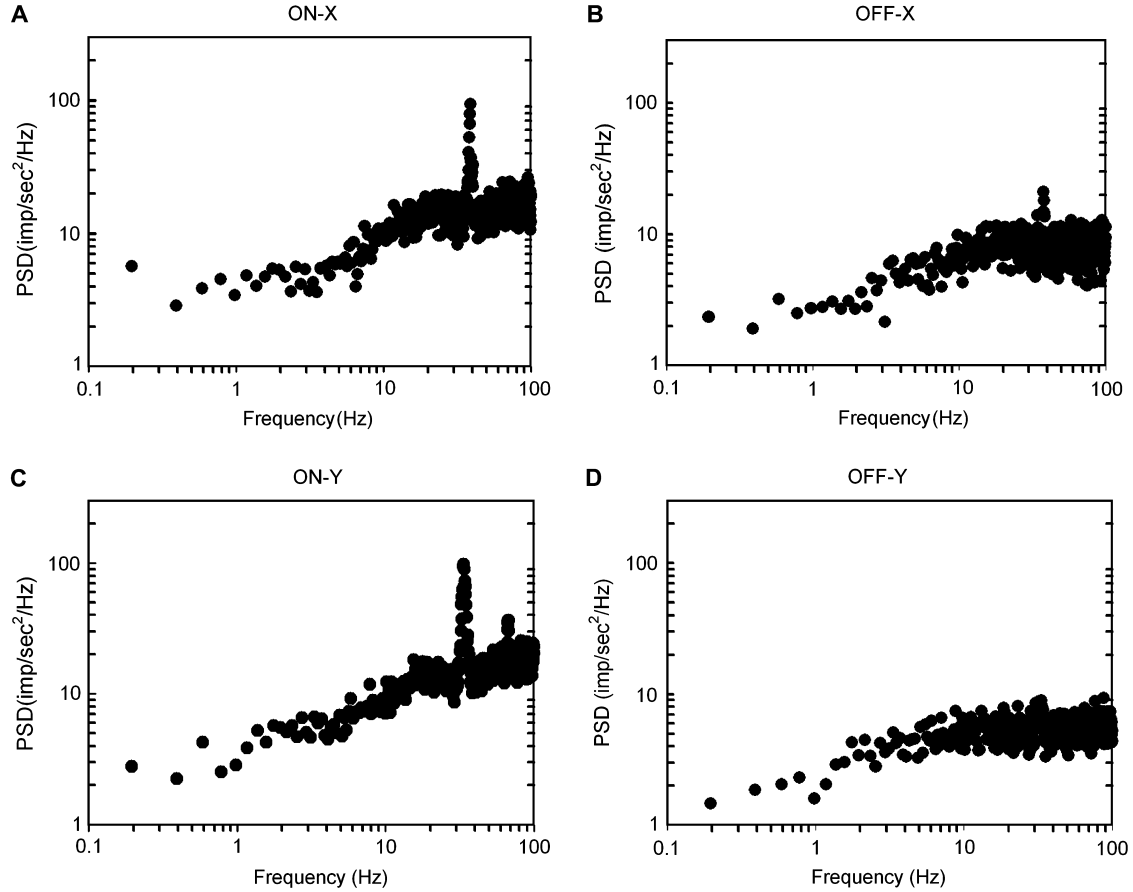 A
ON-X
PSD(imp/sec²/Hz)
100
10
1
0.1
1
10
100
Frequency(Hz)
B
OFF-X
PSD (imp/sec²/Hz)
100
10
1
0.1
1
10
100
Frequency(Hz)
C
ON-Y
PSD(imp/sec²/Hz)
100
10
1
0.1
1
10
100
Frequency (Hz)
D
OFF-Y
PSD (imp/sec²/Hz)
100
10
1
0.1
1
10
100
Frequency (Hz)